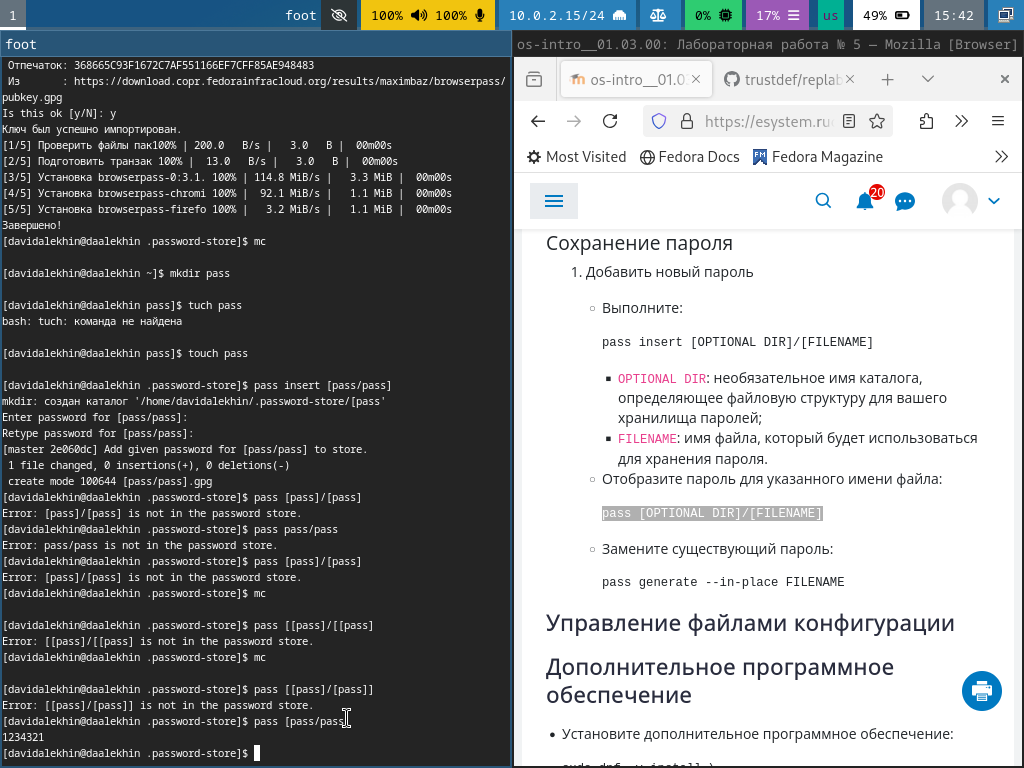 1
foot
100%
100%
10.0.2.15/24
0%
17%
us
49%
15:42
foot
Отпечаток: 368665C93F1672C7AF551166EF7CFF85AE948483
Из : https://download.copr.fedorainfracloud.org/results/maximbaz/browserpass/
pubkey.gpg
Is this ok [y/N]: y
Ключ был успешно импортирован.
[1/5] Проверить файлы пак100% | 200.0 B/s | 3.0 B | 00m00s
[2/5] Подготовить транзак 100% | 13.0 B/s | 3.0 B | 00m00s
[3/5] Установка browserpass-0:3.1. 100% | 114.8 MiB/s | 3.3 MiB | 00m00s
[4/5] Установка browserpass-chromi 100% | 92.1 MiB/s | 1.1 MiB | 00m00s
[5/5] Установка browserpass-firefo 100% | 3.2 MiB/s | 1.1 MiB | 00m00s
Завершено!
[davidalekhin@daalekhin .password-store]$ mc
[davidalekhin@daalekhin ~]$ mkdir pass
[davidalekhin@daalekhin pass]$ tuch pass
bash: tuch: команда не найдена
[davidalekhin@daalekhin pass]$ touch pass
[davidalekhin@daalekhin .password-store]$ pass insert [pass/pass]
mkdir: создан каталог '/home/davidalekhin/.password-store/[pass'
Enter password for [pass/pass]:
Retype password for [pass/pass]:
[master 2e060dc] Add given password for [pass/pass] to store.
1 file changed, 0 insertions(+), 0 deletions(-)
create mode 100644 [pass/pass].gpg
[davidalekhin@daalekhin .password-store]$ pass [pass]/[pass]
Error: [pass]/[pass] is not in the password store.
[davidalekhin@daalekhin .password-store]$ pass pass/pass
Error: pass/pass is not in the password store.
[davidalekhin@daalekhin .password-store]$ pass [pass]/[pass]
Error: [pass]/[pass] is not in the password store.
[davidalekhin@daalekhin .password-store]$ mc
[davidalekhin@daalekhin .password-store]$ pass [[pass]/[[pass]
Error: [[pass]/[[pass] is not in the password store.
[davidalekhin@daalekhin .password-store]$ mc
[davidalekhin@daalekhin .password-store]$ pass [[pass]/[pass]]
Error: [[pass]/[pass]] is not in the password store.
[davidalekhin@daalekhin .password-store]$ pass [pass/pass]
1234321
[davidalekhin@daalekhin .password-store]$
os-intro__01.03.00: Лабораторная работа № 5 — Mozilla [Browser]
os-intro__01.0
trustdef/replab
https://esystem.ru
Most Visited
Fedora Docs
Fedora Magazine
20
Сохранение пароля
1. Добавить новый пароль
Выполните:
pass insert [OPTIONAL DIR]/[FILENAME]
OPTIONAL DIR: необязательное имя каталога,
определяющее файловую структуру для вашего
хранилища паролей;
FILENAME: имя файла, который будет использоваться
для хранения пароля.
Отобразите пароль для указанного имени файла:
pass [OPTIONAL DIR]/[FILENAME]
Замените существующий пароль:
pass generate --in-place FILENAME
Управление файлами конфигурации
Дополнительное программное
обеспечение
Установите дополнительное программное обеспечение: